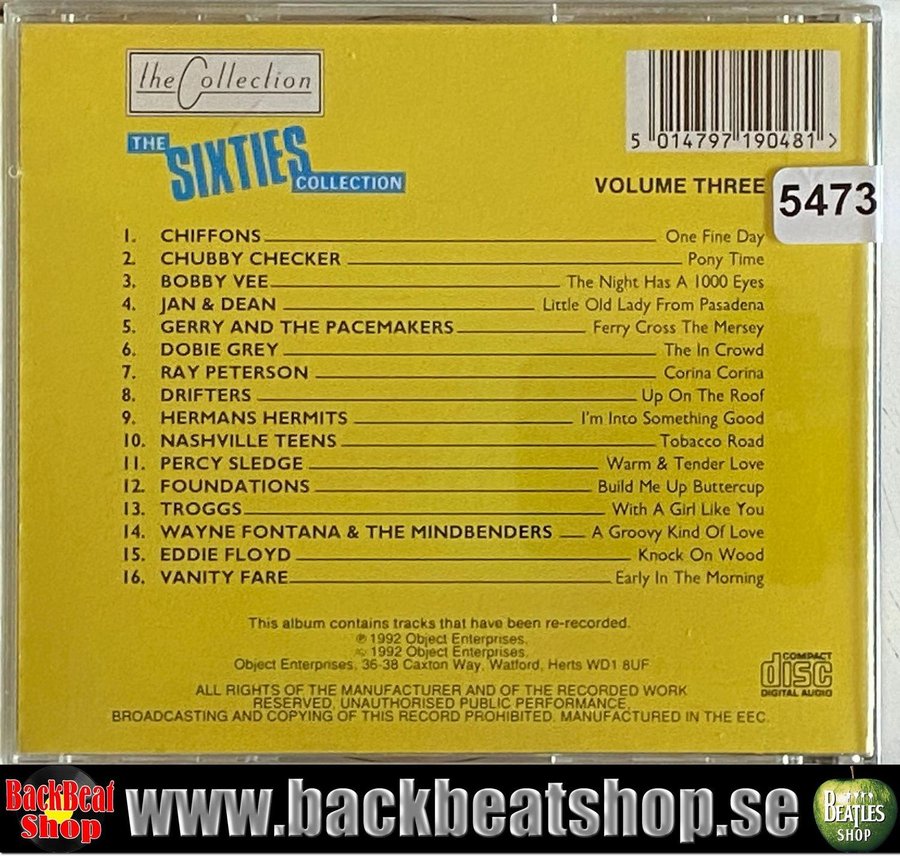 the Collection
THE
SIXTIES
COLLECTION
5 014797 190481 >
VOLUME THREE
5473
1. CHIFFONS One Fine Day
2. CHUBBY CHECKER Pony Time
3. BOBBY VEE The Night Has A 1000 Eyes
4. JAN & DEAN Little Old Lady From Pasadena
5. GERRY AND THE PACEMAKERS Ferry Cross The Mersey
6. DOBIE GREY The In Crowd
7. RAY PETERSON Corina Corina
8. DRIFTERS Up On The Roof
9. HERMANS HERMITS I'm Into Something Good
10. NASHVILLE TEENS Tobacco Road
11. PERCY SLEDGE Warm & Tender Love
12. FOUNDATIONS Build Me Up Buttercup
13. TROGGS With A Girl Like You
14. WAYNE FONTANA & THE MINDBENDERS A Groovy Kind Of Love
15. EDDIE FLOYD Knock On Wood
16. VANITY FARE Early In The Morning
This album contains tracks that have been re-recorded.
℗ 1992 Object Enterprises.
© 1992 Object Enterprises.
Object Enterprises, 36-38 Caxton Way, Watford, Herts WD1 8UF
COMPACT
disc
DIGITAL AUDIO
ALL RIGHTS OF THE MANUFACTURER AND OF THE RECORDED WORK
RESERVED, UNAUTHORISED PUBLIC PERFORMANCE,
BROADCASTING AND COPYING OF THIS RECORD PROHIBITED. MANUFACTURED IN THE EEC.
BackBeat
Shop
www.backbeatshop.se
BEATLES
SHOP